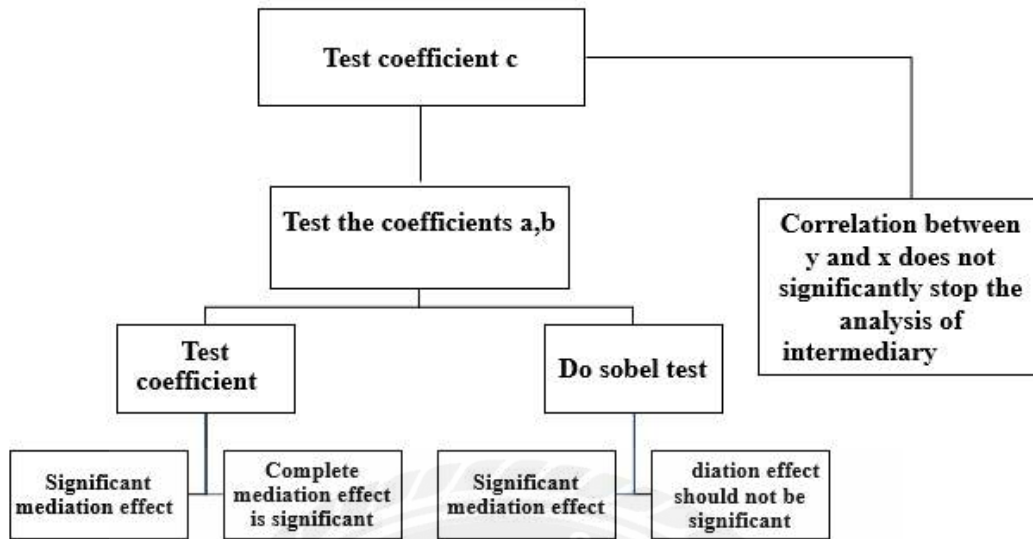 Test coefficient c
Test the coefficients a,b
Correlation between
y and x does not
significantly stop the
analysis of
intermediary
Test
coefficient
Do sobel test
Significant
mediation effect
Complete
mediation effect
is significant
Significant
mediation effect
diation effect
should not be
significant